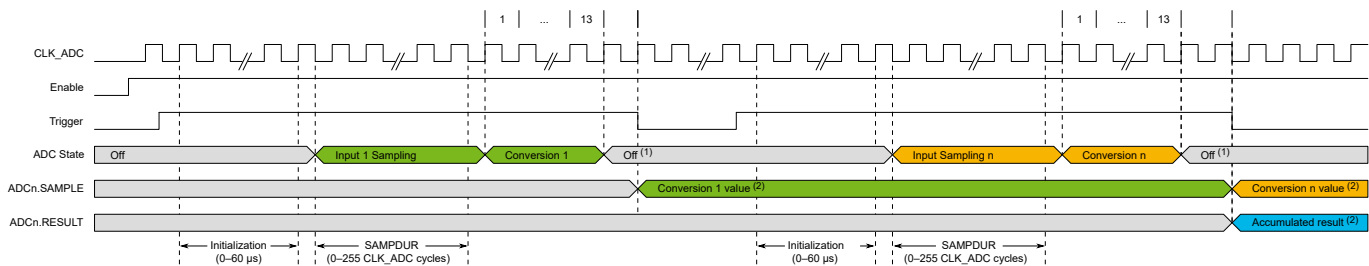 1 ... 13 1 ... 13
CLK_ADC
Enable
Trigger
ADC State Off Input 1 Sampling Conversion 1 Off (1) Input Sampling n Conversion n Off (1)
ADCn.SAMPLE Conversion 1 value (2) Conversion n value (2)
ADCn.RESULT Accumulated result (2)
Initialization SAMPDUR Initialization SAMPDUR
(0–60 µs) (0–255 CLK_ADC cycles) (0–60 µs) (0–255 CLK_ADC cycles)